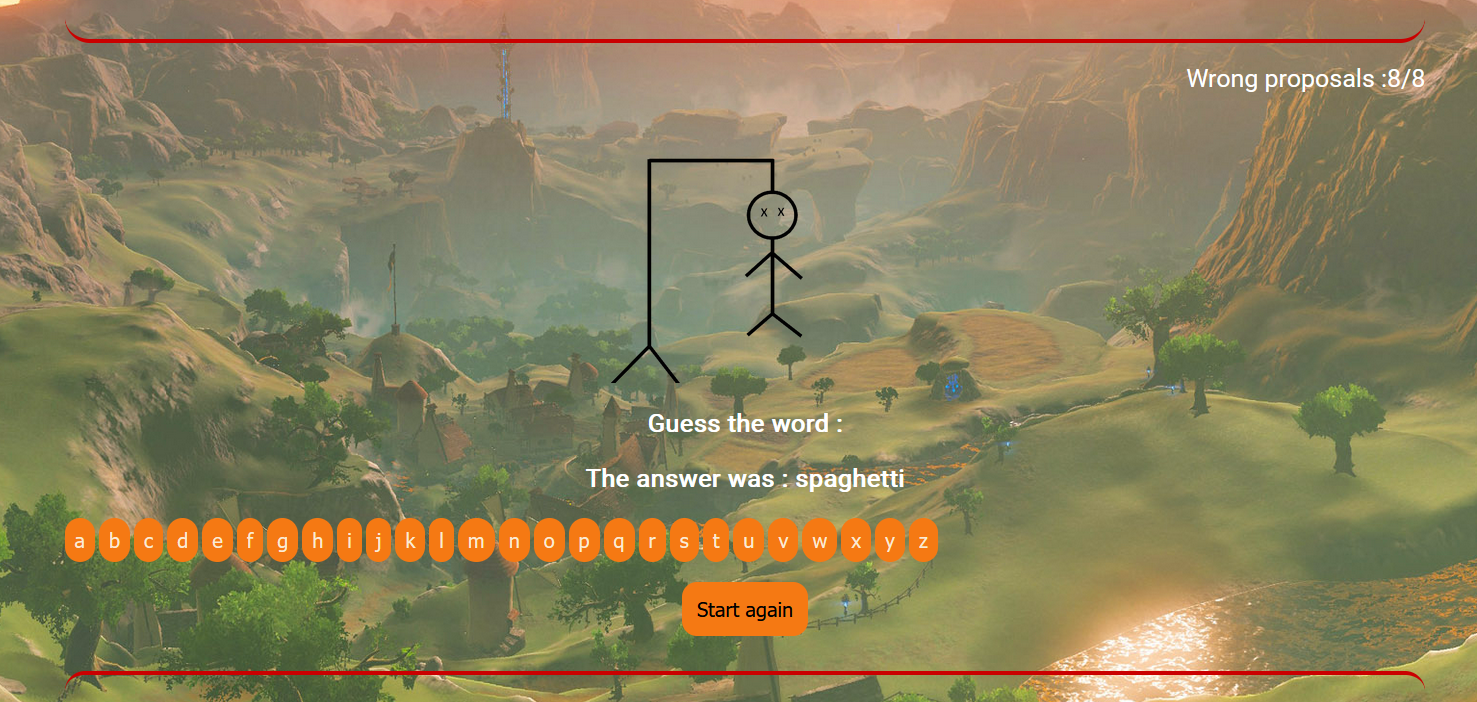 Wrong proposals :8/8
x x
Guess the word :
The answer was : spaghetti
a b c d e f g h i j k l m n o p q r s t u v w x y z
Start again